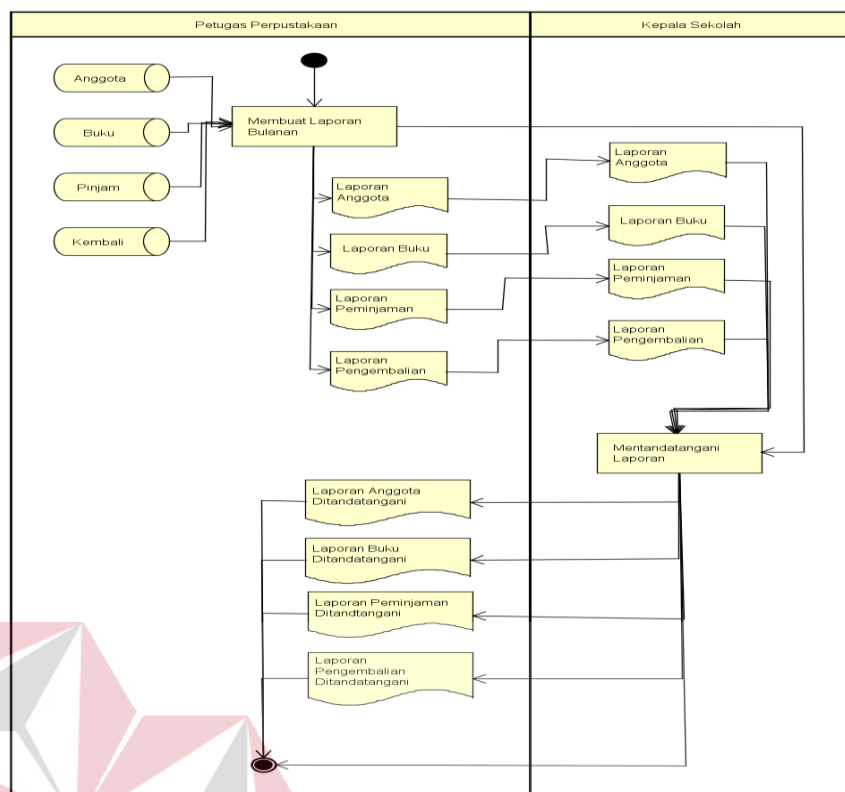 Petugas Perpustakaan
Kepala Sekolah
Anggota
Buku
Pinjam
Kembali
Membuat Laporan
Bulanan
Laporan
Anggota
Laporan Buku
Laporan
Peminjaman
Laporan
Pengembalian
Laporan
Anggota
Laporan Buku
Laporan
Peminjaman
Laporan
Pengembalian
Mentandatangani
Laporan
Laporan Anggota
Ditandatangani
Laporan Buku
Ditandatangani
Laporan Peminjaman
Ditandtangani
Laporan
Pengembalian
Ditandatangani